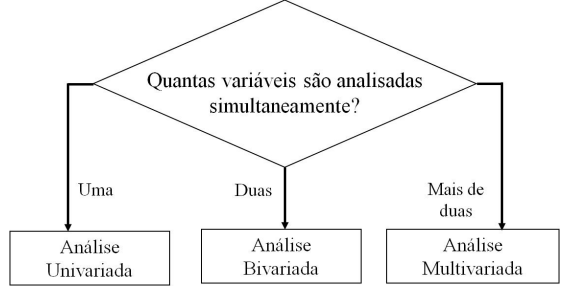 Quantas variáveis são analisadas
simultaneamente?
Uma
Duas
Mais de
duas
Análise
Univariada
Análise
Bivariada
Análise
Multivariada